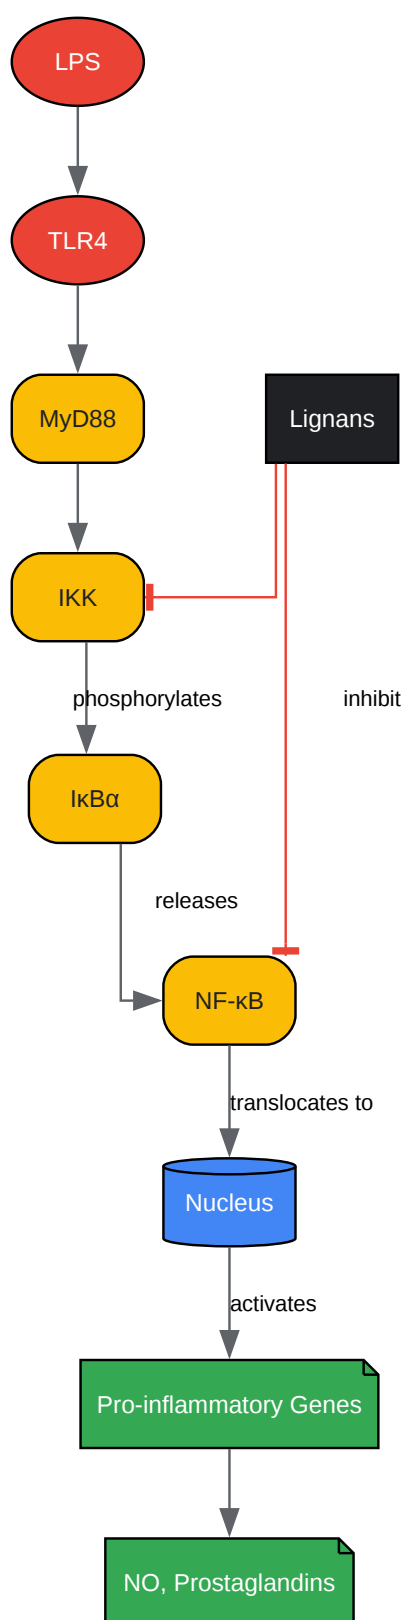 LPS
TLR4
MyD88
Lignans
IKK
phosphorylates
inhibit
IκBα
releases
NF-κB
translocates to
Nucleus
activates
Pro-inflammatory Genes
NO, Prostaglandins